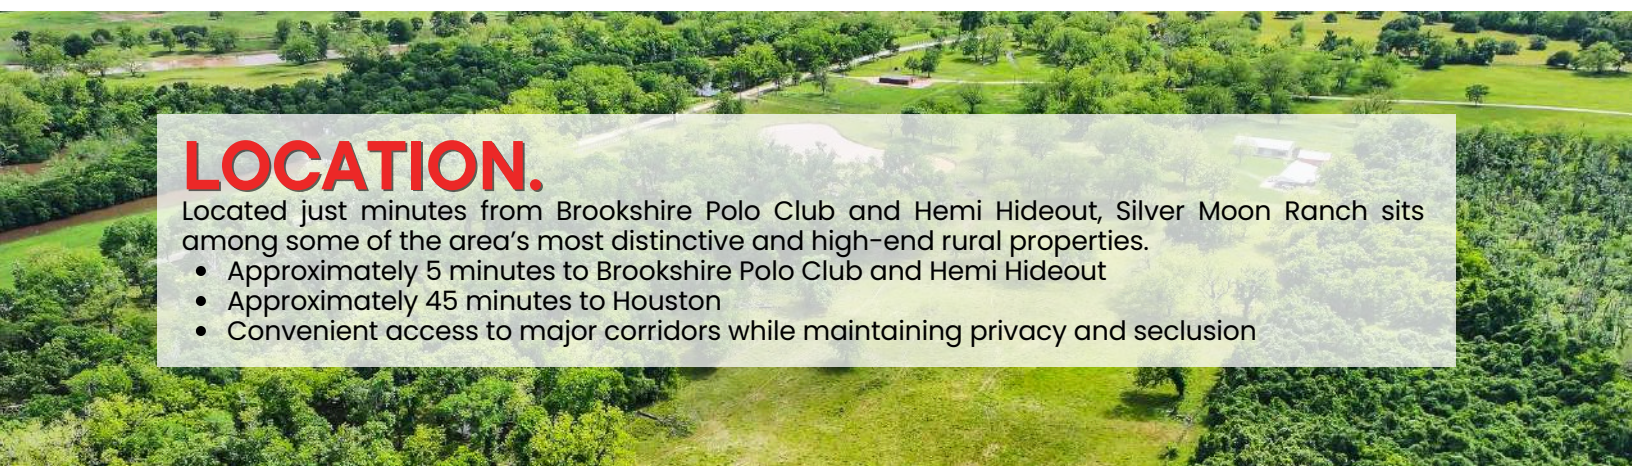 LOCATION.
Located just minutes from Brookshire Polo Club and Hemi Hideout, Silver Moon Ranch sits
among some of the area’s most distinctive and high-end rural properties.
• Approximately 5 minutes to Brookshire Polo Club and Hemi Hideout
• Approximately 45 minutes to Houston
• Convenient access to major corridors while maintaining privacy and seclusion